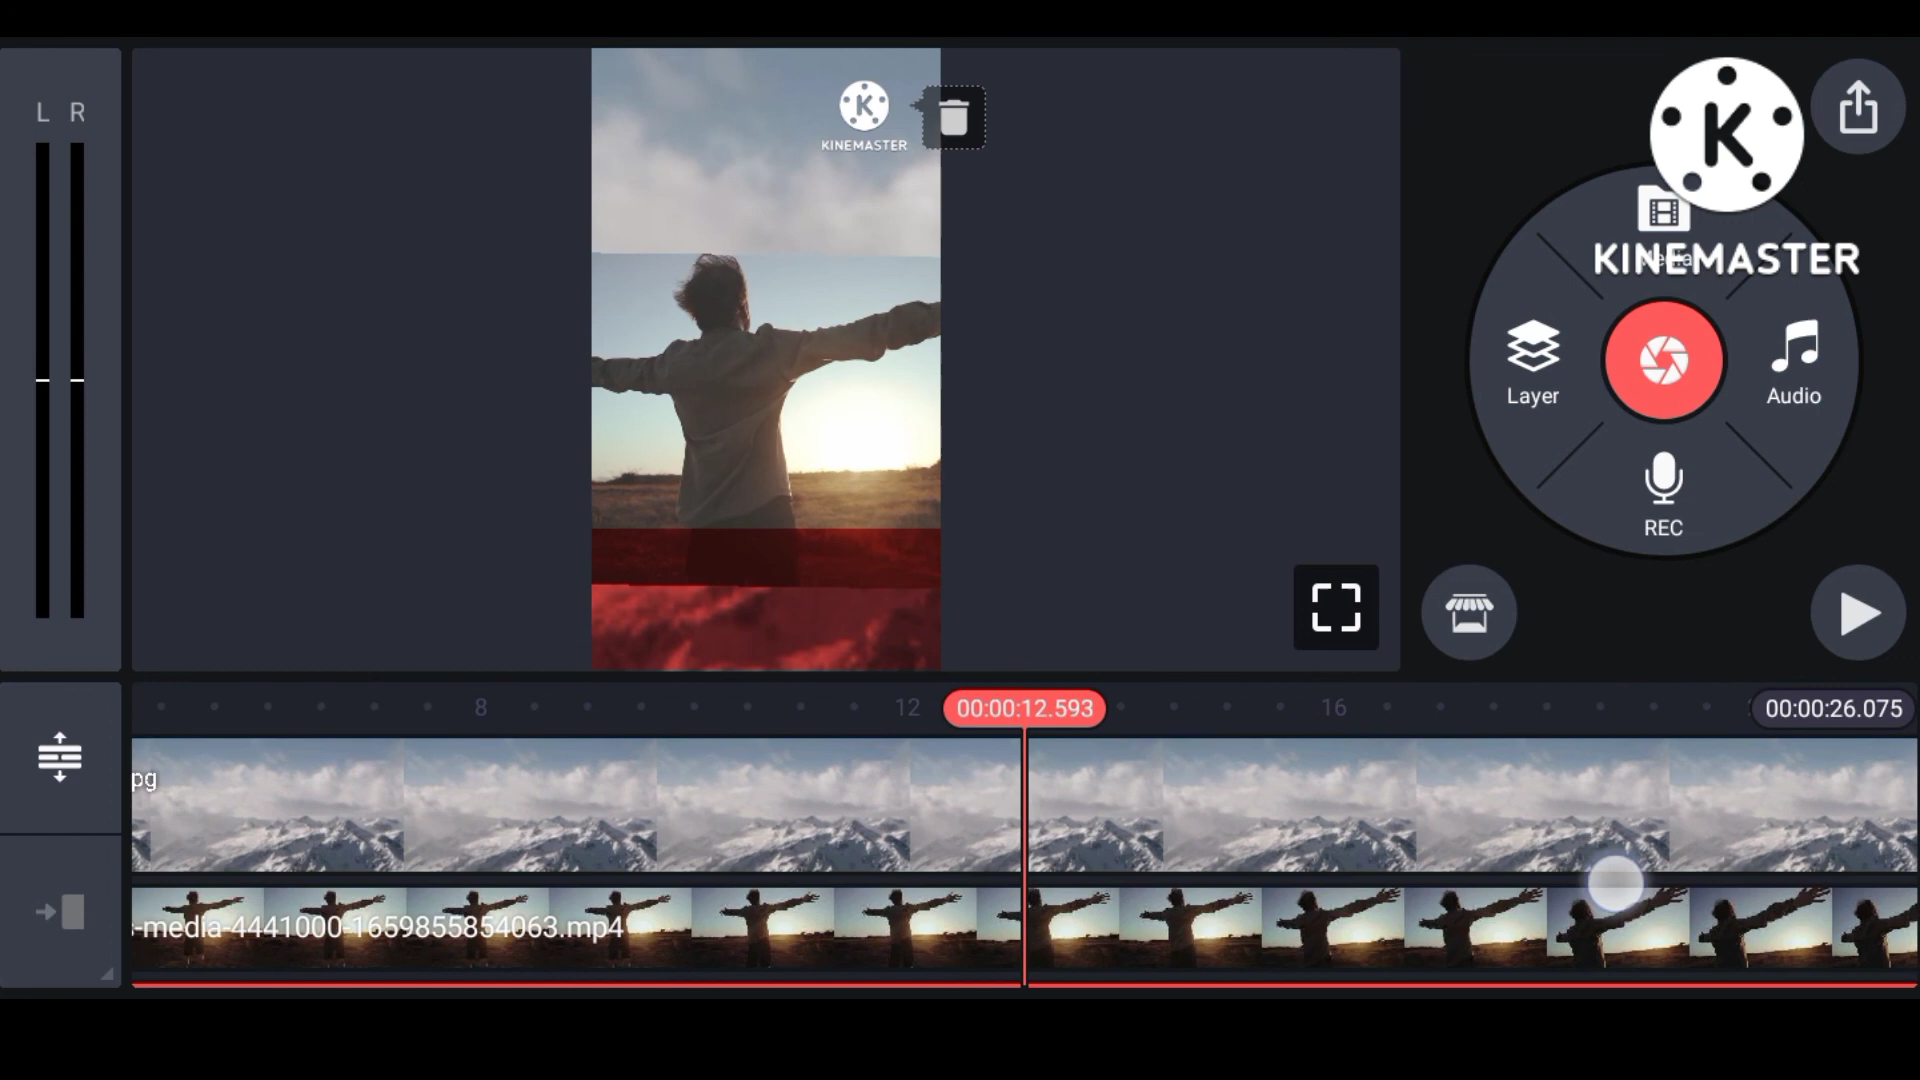 L R
KINEMASTER
KINEMASTER
Media
Layer
Audio
REC
8
12
00:00:12.593
16
00:00:26.075
pg
-media-4441000-1659855854063.mp4